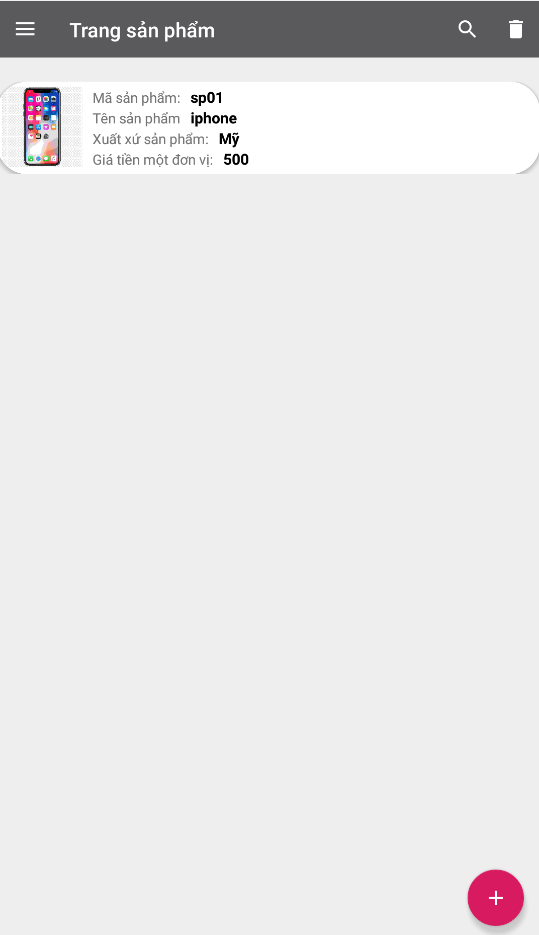 Trang sản phẩm
Mã sản phẩm: sp01
Tên sản phẩm iphone
Xuất xứ sản phẩm: Mỹ
Giá tiền một đơn vị: 500